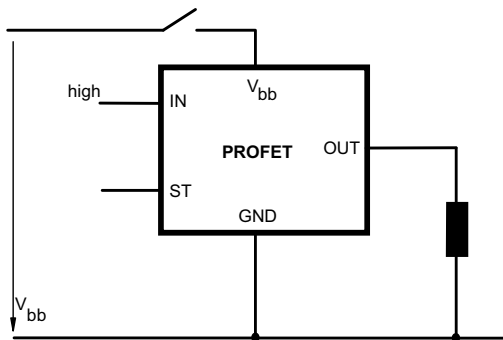 high
IN
Vbb
PROFET
OUT
ST
GND
Vbb